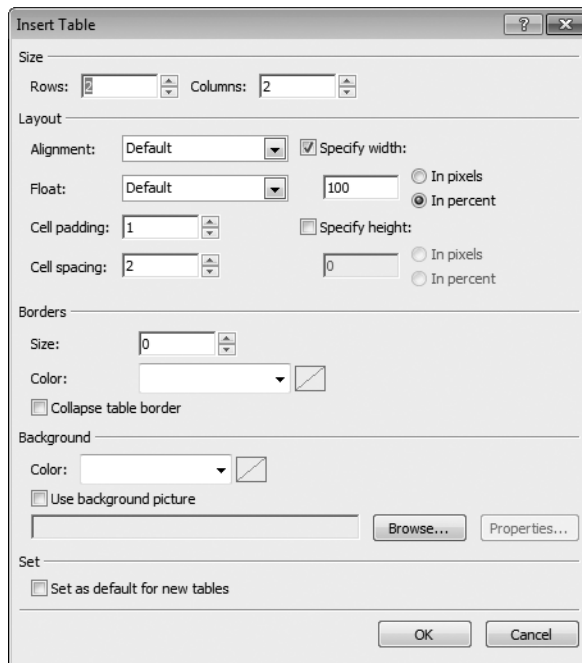 Insert Table ?
Size
Rows: 2 Columns: 2
Layout
Alignment: Default Specify width:
Float: Default 100 In pixels
In percent
Cell padding: 1 Specify height:
Cell spacing: 2 0 In pixels
In percent
Borders
Size: 0
Color:
Collapse table border
Background
Color:
Use background picture
Browse... Properties...
Set
Set as default for new tables
OK Cancel